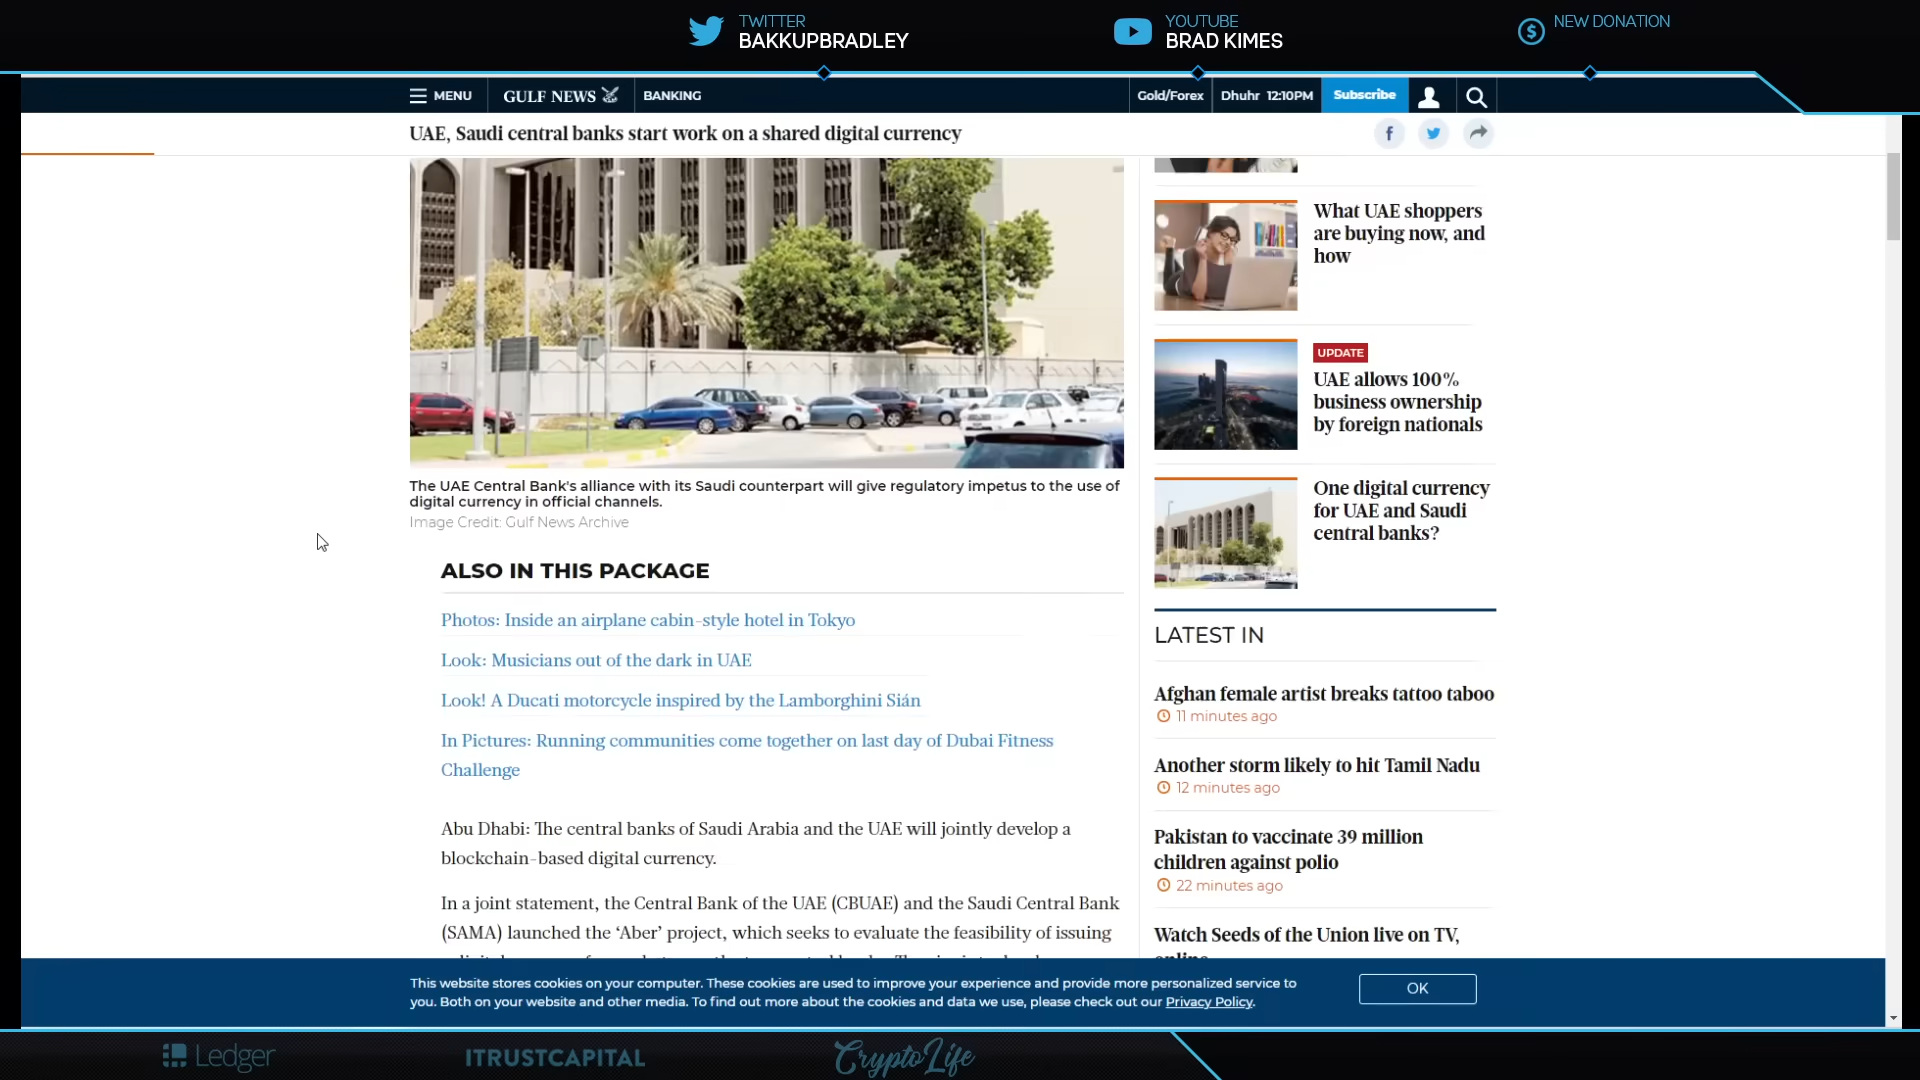 TWITTER
BAKKUPBRADLEY
YOUTUBE
BRAD KIMES
NEW DONATION
MENU
GULF NEWS
BANKING
Gold/Forex
Dhuhr 12:10PM
Subscribe
UAE, Saudi central banks start work on a shared digital currency
The UAE Central Bank's alliance with its Saudi counterpart will give regulatory impetus to the use of
digital currency in official channels.
Image Credit: Gulf News Archive
ALSO IN THIS PACKAGE
Photos: Inside an airplane cabin-style hotel in Tokyo
Look: Musicians out of the dark in UAE
Look! A Ducati motorcycle inspired by the Lamborghini Sián
In Pictures: Running communities come together on last day of Dubai Fitness
Challenge
Abu Dhabi: The central banks of Saudi Arabia and the UAE will jointly develop a
blockchain-based digital currency.
In a joint statement, the Central Bank of the UAE (CBUAE) and the Saudi Central Bank
(SAMA) launched the ‘Aber’ project, which seeks to evaluate the feasibility of issuing
What UAE shoppers
are buying now, and
how
UPDATE
UAE allows 100%
business ownership
by foreign nationals
One digital currency
for UAE and Saudi
central banks?
LATEST IN
Afghan female artist breaks tattoo taboo
11 minutes ago
Another storm likely to hit Tamil Nadu
12 minutes ago
Pakistan to vaccinate 39 million
children against polio
22 minutes ago
Watch Seeds of the Union live on TV,
This website stores cookies on your computer. These cookies are used to improve your experience and provide more personalized service to
you. Both on your website and other media. To find out more about the cookies and data we use, please check out our Privacy Policy.
OK
Ledger
ITRUSTCAPITAL
CryptoLife